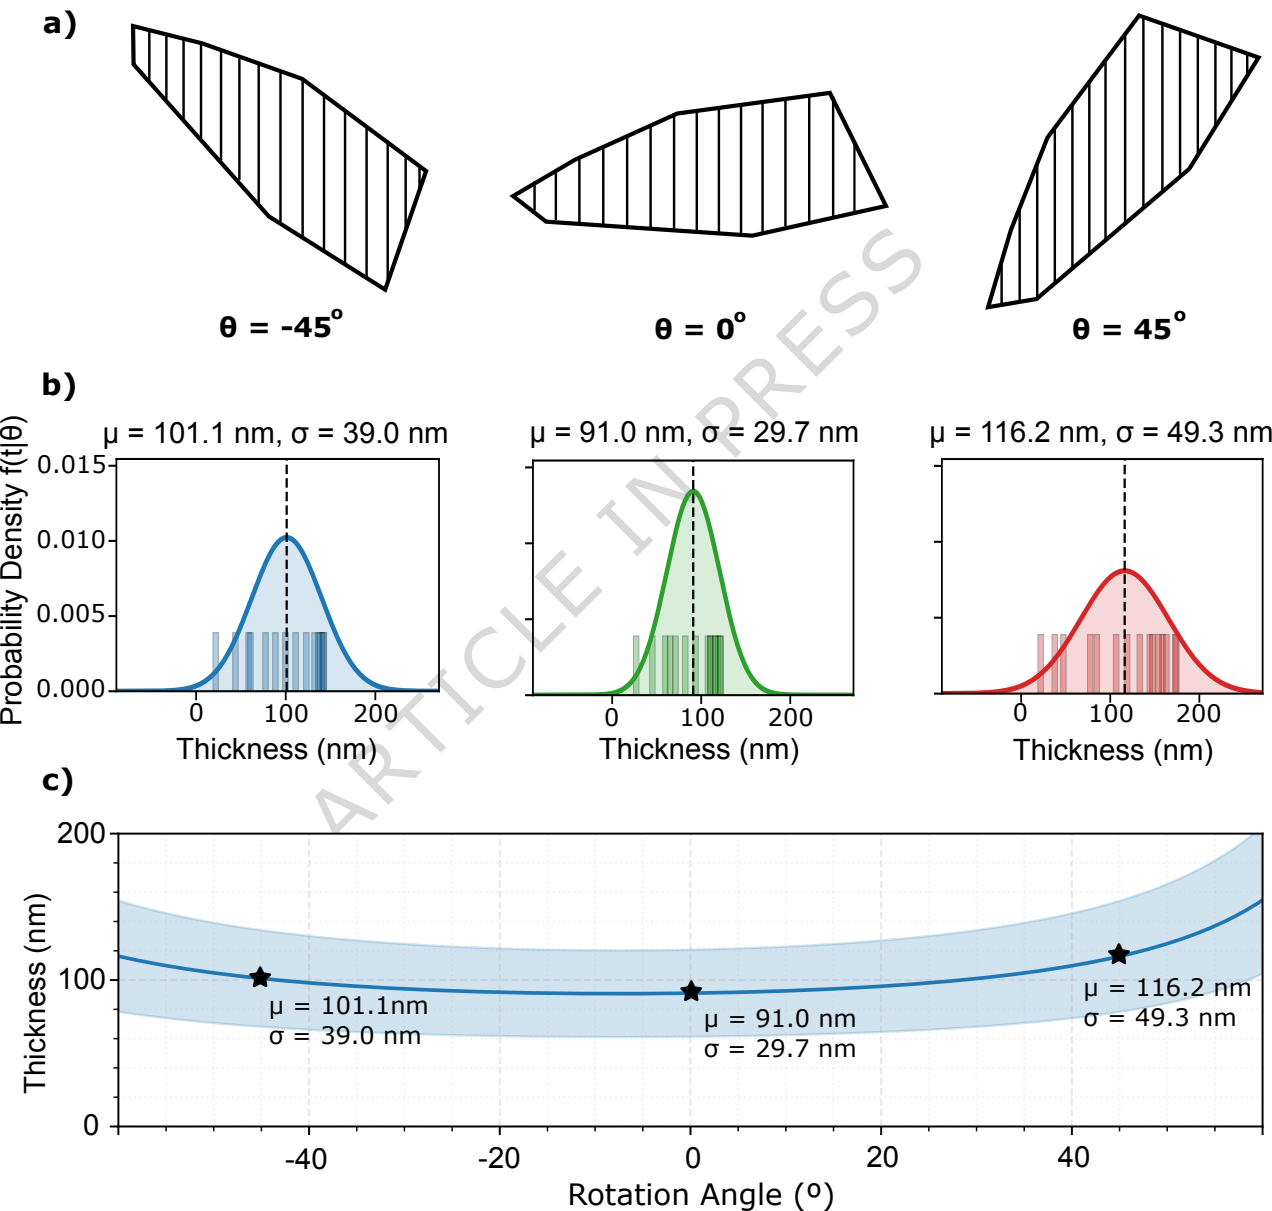 a)
θ = -45°
θ = 0°
θ = 45°
b)
μ = 101.1 nm, σ = 39.0 nm
μ = 91.0 nm, σ = 29.7 nm
μ = 116.2 nm, σ = 49.3 nm
Probability Density f(t|θ)
0.015
0.010
0.005
0.000
0 100 200
0 100 200
0 100 200
Thickness (nm)
Thickness (nm)
Thickness (nm)
ARTICLE IN PRESS
c)
Thickness (nm)
200
100
0
μ = 101.1nm
σ = 39.0 nm
μ = 91.0 nm
σ = 29.7 nm
μ = 116.2 nm
σ = 49.3 nm
-40 -20 0 20 40
Rotation Angle (º)